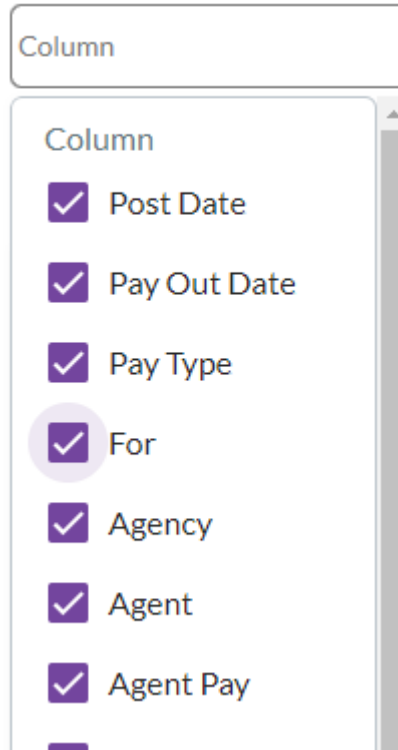 Column
Column
Post Date
Pay Out Date
Pay Type
For
Agency
Agent
Agent Pay